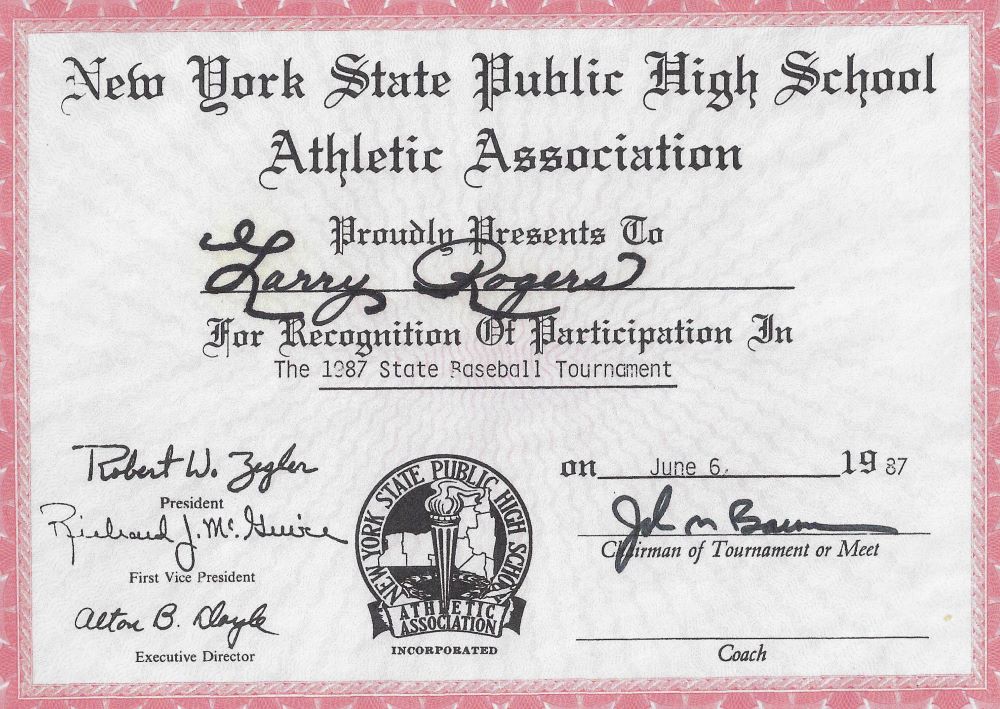 New York State Public High School
Athletic Association
Proudly Presents To
Larry Rogers
For Recognition Of Participation In
The 1987 State Baseball Tournament
Robert W. Zegler
President
Richard J. McGuire
First Vice President
Alton B. Doyle
Executive Director
NEW YORK STATE PUBLIC HIGH SCHOOL
ATHLETIC
ASSOCIATION
INCORPORATED
on June 6, 1987
John
Chairman of Tournament or Meet
Coach